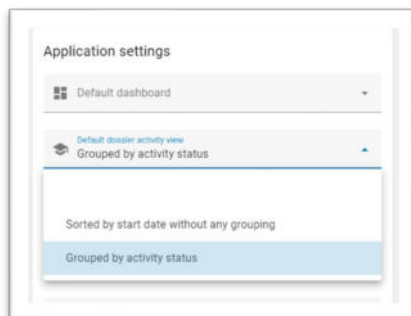 Application settings
Default dashboard
Default dossier activity view
Grouped by activity status
Sorted by start date without any grouping
Grouped by activity status